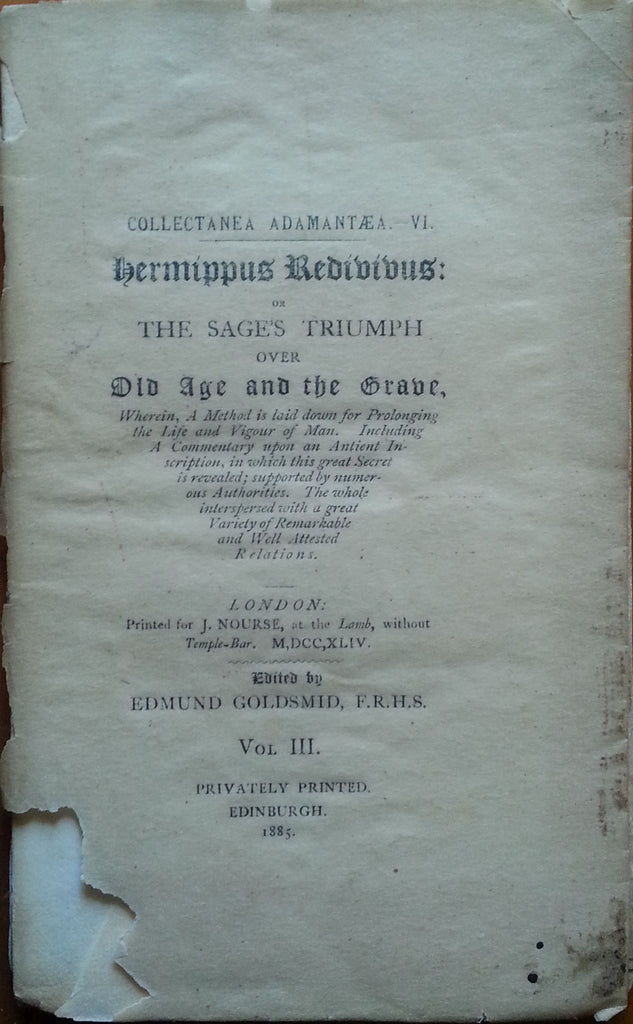 COLLECTANEA ADAMANTÆA.—VI.
Hermippus Redivivus:
OR
THE SAGE'S TRIUMPH
OVER
Old Age and the Grave,
Wherein, A Method is laid down for Prolonging
the Life and Vigour of Man. Including
A Commentary upon an Antient In-
scription, in which this great Secret
is revealed; supported by numer-
ous Authorities. The whole
interspersed with a great
Variety of Remarkable
and Well Attested
Relations.
LONDON:
Printed for J. NOURSE, at the Lamb, without
Temple-Bar. M,DCC,XLIV.
Edited by
EDMUND GOLDSMID, F.R.H.S.
VOL III.
PRIVATELY PRINTED.
EDINBURGH.
1885.